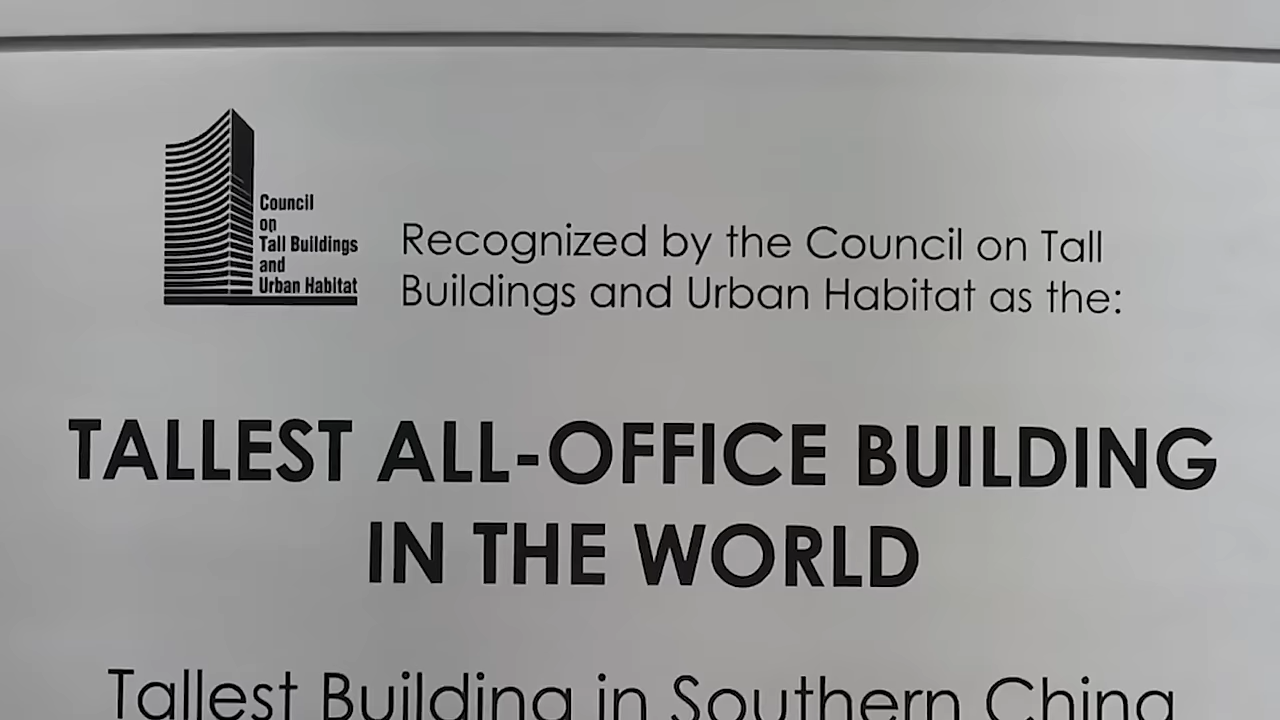 Council
on
Tall Buildings
and
Urban Habitat
Recognized by the Council on Tall
Buildings and Urban Habitat as the:
TALLEST ALL-OFFICE BUILDING
IN THE WORLD
Tallest Building in Southern China